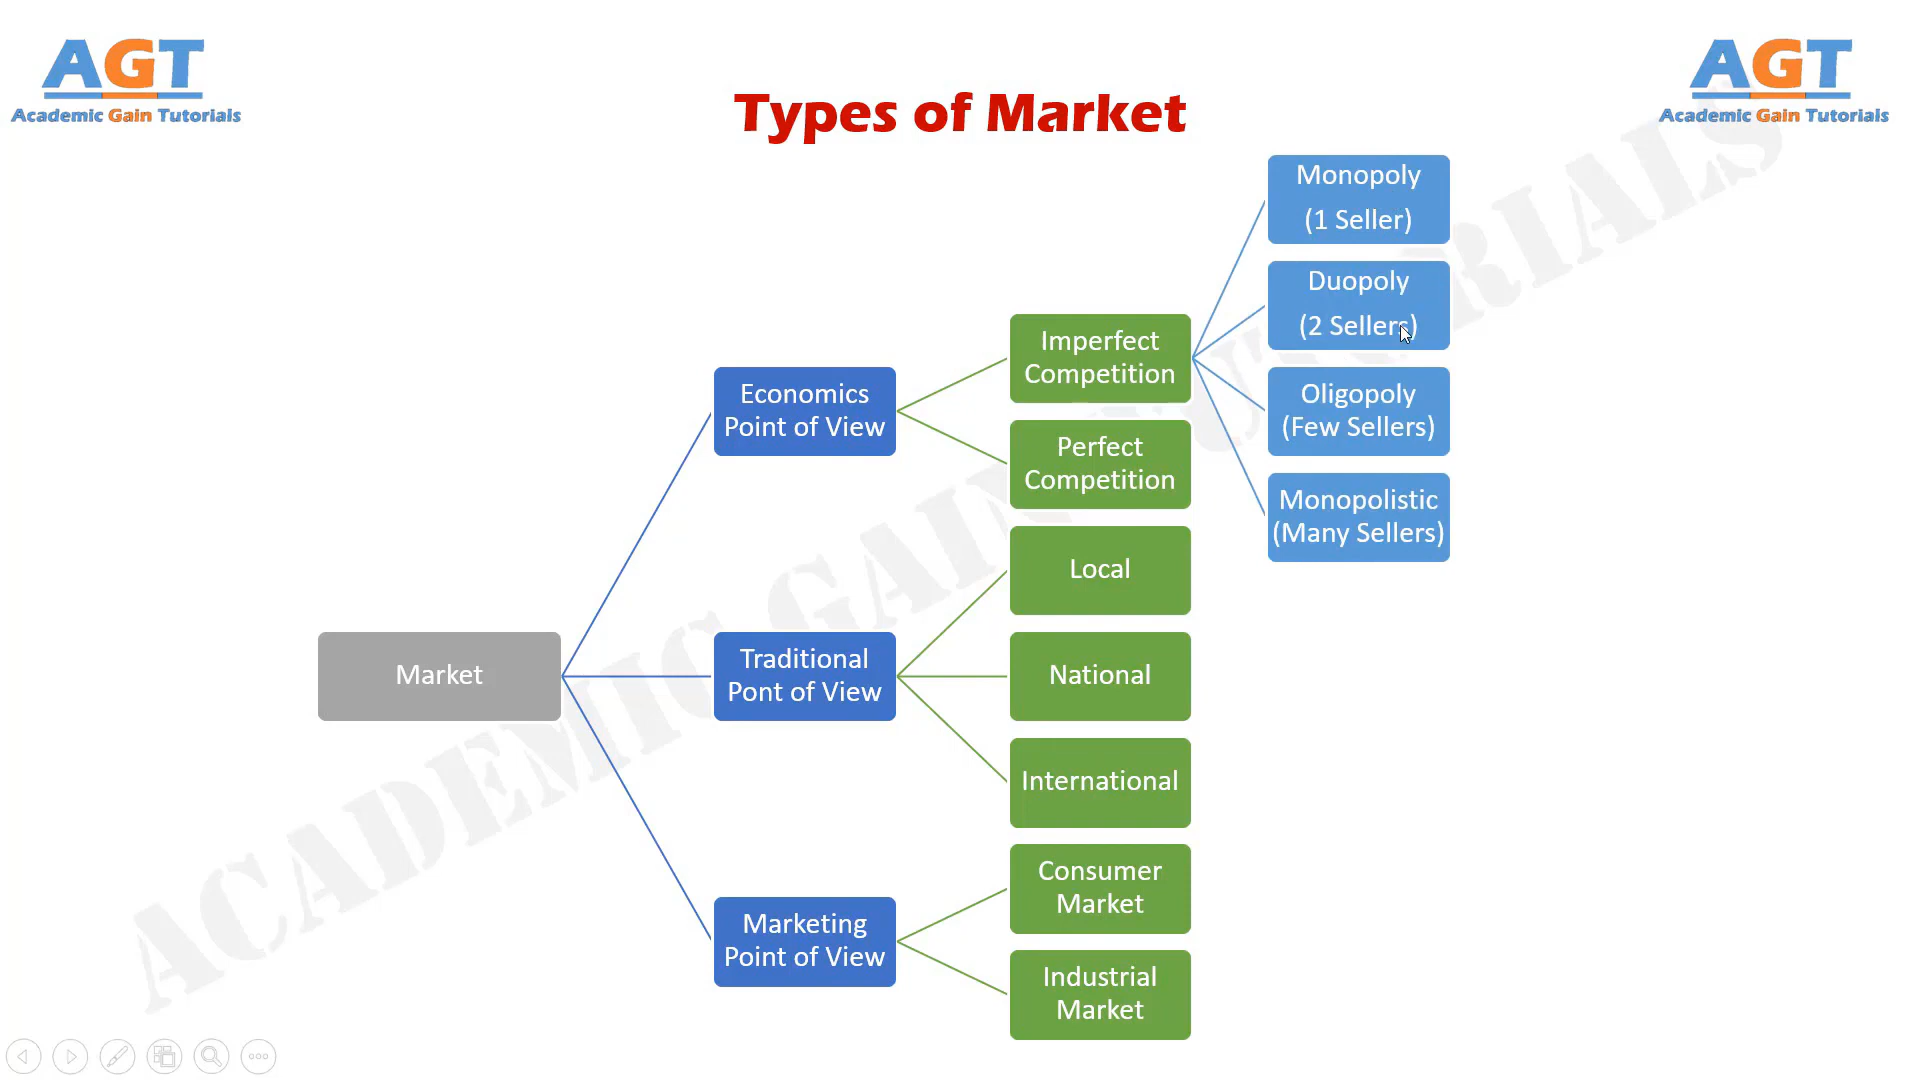 AGT
Academic Gain Tutorials
AGT
Academic Gain Tutorials
Types of Market
Monopoly
(1 Seller)
Duopoly
(2 Sellers)
Oligopoly
(Few Sellers)
Monopolistic
(Many Sellers)
Imperfect
Competition
Perfect
Competition
Economics
Point of View
Local
National
International
Traditional
Pont of View
Market
Consumer
Market
Industrial
Market
Marketing
Point of View
ACADEMIC GAIN TUTORIALS